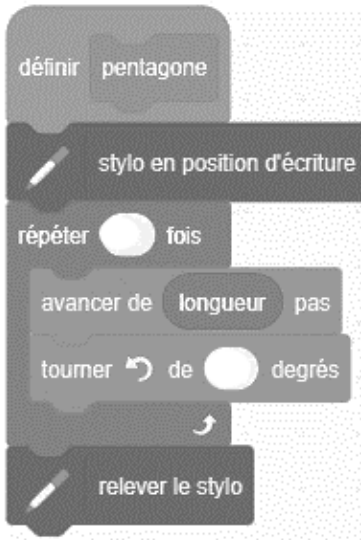 définir pentagone
stylo en position d'écriture
répéter fois
avancer de longueur pas
tourner de degrés
relever le stylo